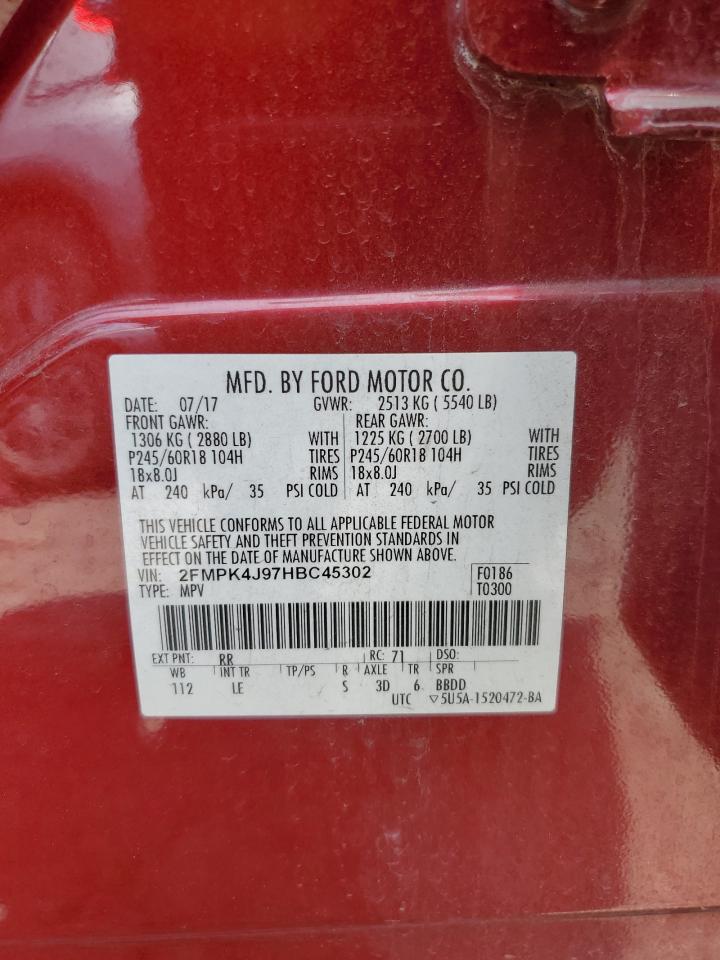 MFD. BY FORD MOTOR CO.
DATE: 07/17 GVWR: 2513 KG ( 5540 LB)
FRONT GAWR: REAR GAWR:
1306 KG ( 2880 LB) WITH 1225 KG ( 2700 LB) WITH
P245/60R18 104H TIRES P245/60R18 104H TIRES
18x8.0J RIMS 18x8.0J RIMS
AT 240 kPa/ 35 PSI COLD AT 240 kPa/ 35 PSI COLD
THIS VEHICLE CONFORMS TO ALL APPLICABLE FEDERAL MOTOR
VEHICLE SAFETY AND THEFT PREVENTION STANDARDS IN
EFFECT ON THE DATE OF MANUFACTURE SHOWN ABOVE.
VIN: 2FMPK4J97HBC45302 F0186
TYPE: MPV T0300
EXT PNT: RR RC: 71 DSO:
WB INT TR TP/PS R AXLE TR SPR
112 LE S 3D 6 BBDD
UTC ▽5U5A-1520472-BA